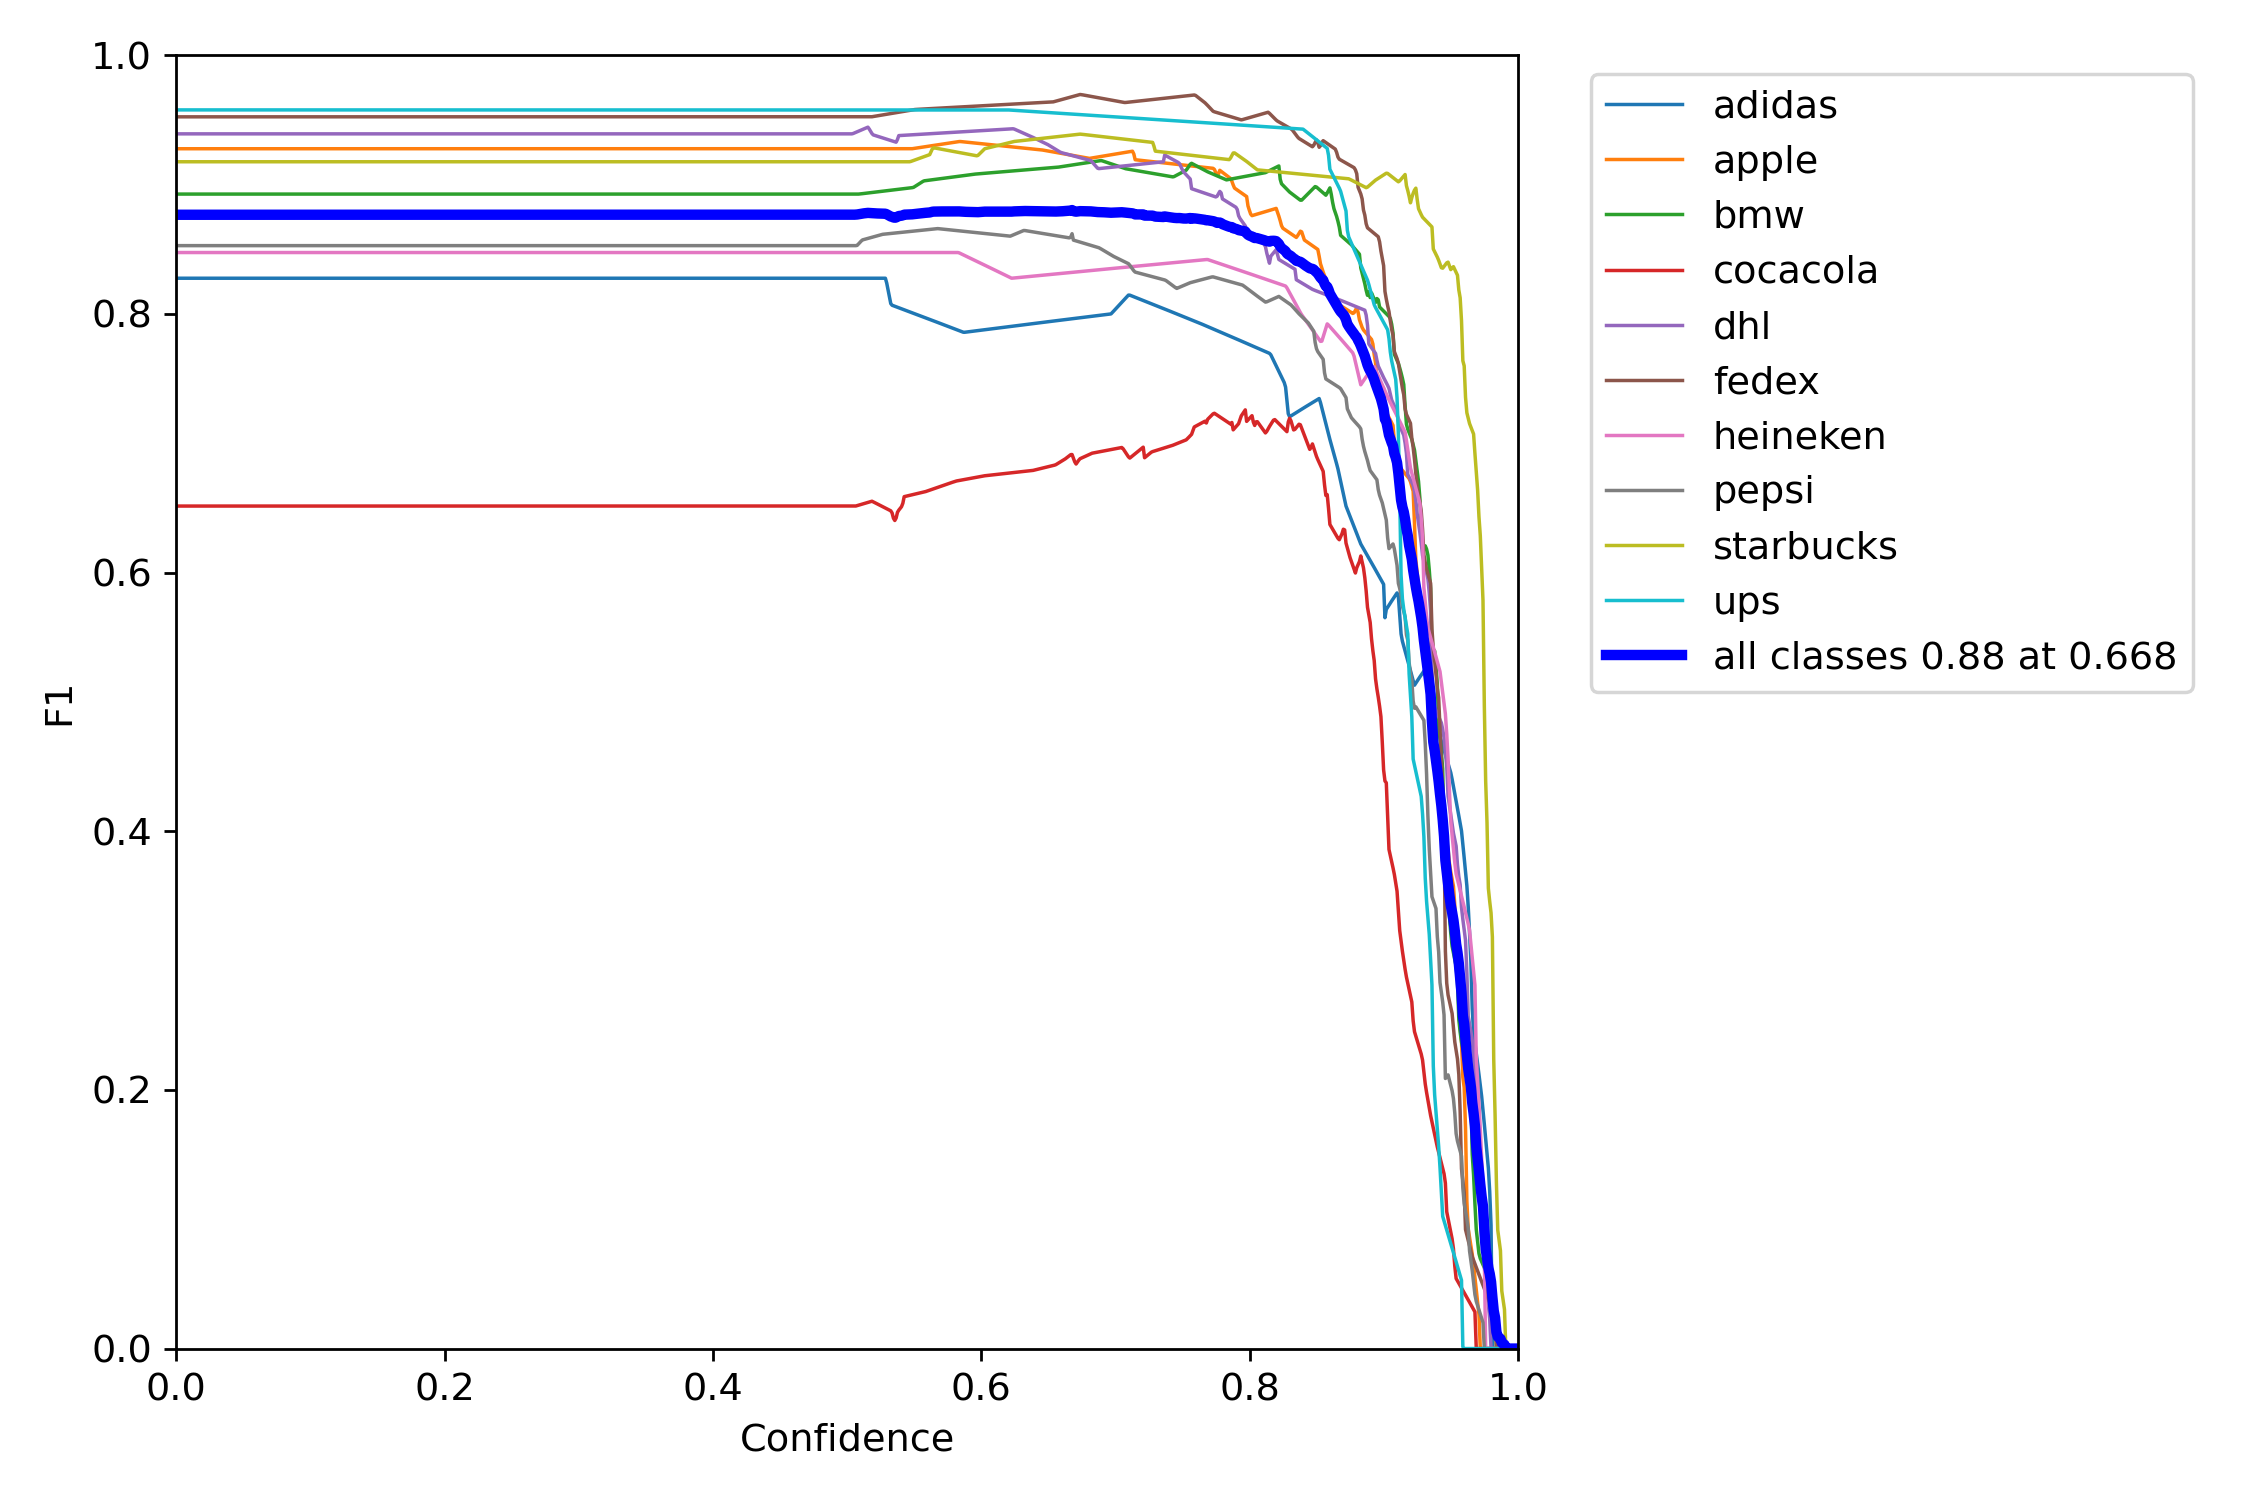 1.0
0.8
0.6
0.4
0.2
0.0
F1
0.0 0.2 0.4 0.6 0.8 1.0
Confidence
adidas
apple
bmw
cocacola
dhl
fedex
heineken
pepsi
starbucks
ups
all classes 0.88 at 0.668